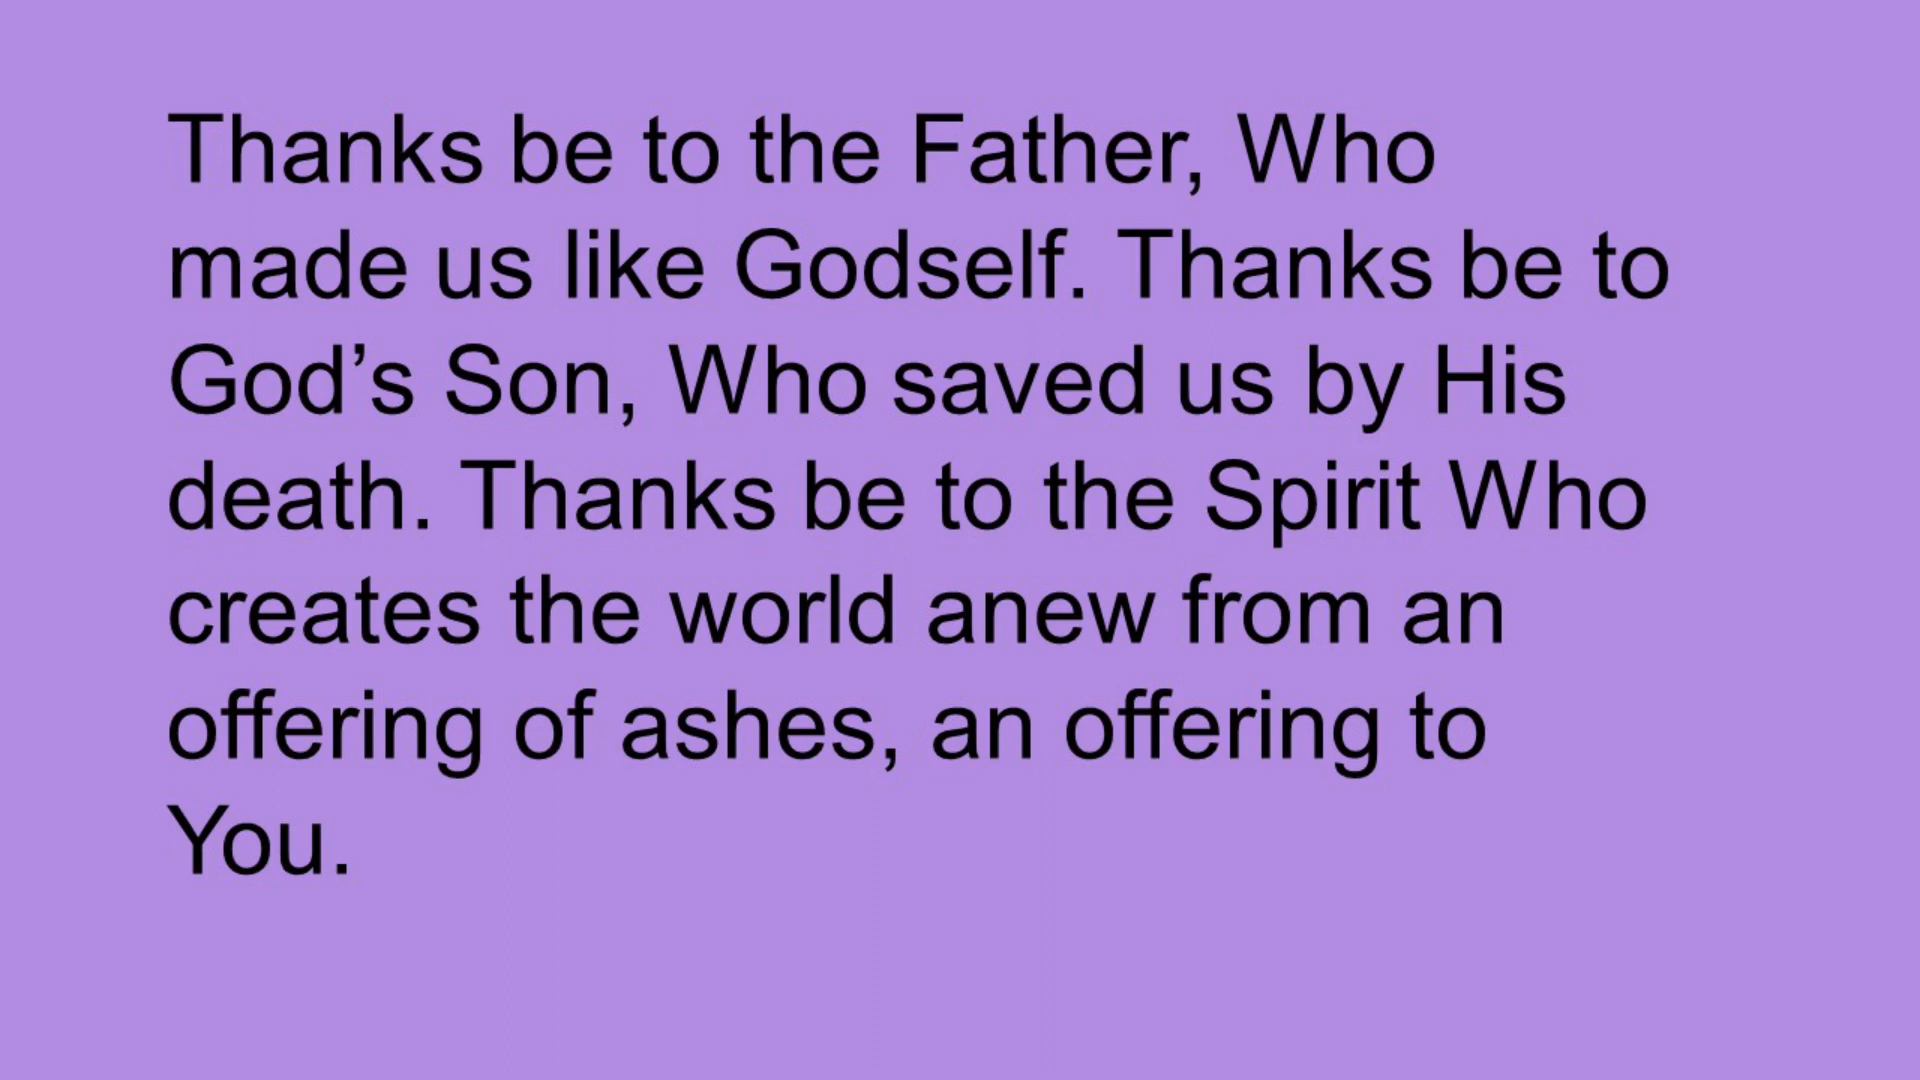 Thanks be to the Father, Who
made us like Godself. Thanks be to
God’s Son, Who saved us by His
death. Thanks be to the Spirit Who
creates the world anew from an
offering of ashes, an offering to
You.